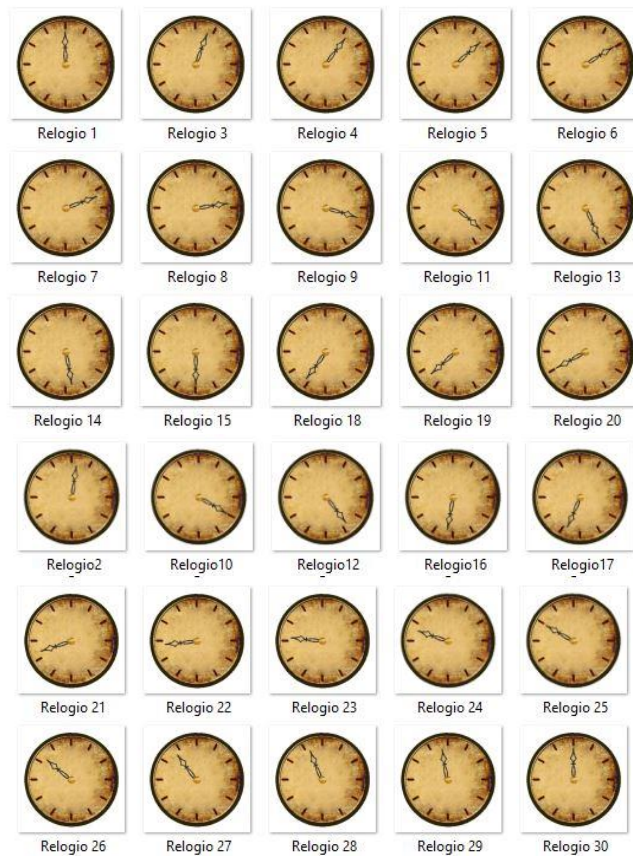 Relogio 1 Relogio 3 Relogio 4 Relogio 5 Relogio 6
Relogio 7 Relogio 8 Relogio 9 Relogio 11 Relogio 13
Relogio 14 Relogio 15 Relogio 18 Relogio 19 Relogio 20
Relogio2 Relogio10 Relogio12 Relogio16 Relogio17
Relogio 21 Relogio 22 Relogio 23 Relogio 24 Relogio 25
Relogio 26 Relogio 27 Relogio 28 Relogio 29 Relogio 30